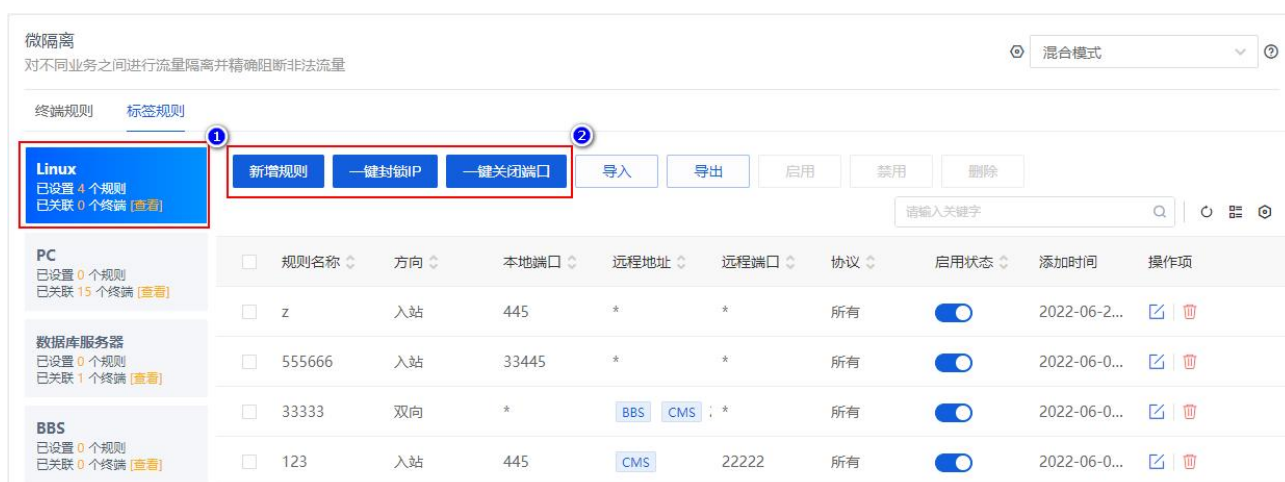 微隔离
对不同业务之间进行流量隔离并精确阻断非法流量
混合模式
终端规则 标签规则
1 2
Linux
已设置 4 个规则
已关联 0 个终端 [查看]
新增规则 一键封锁IP 一键关闭端口 导入 导出 启用 禁用 删除
请输入关键字
PC
已设置 0 个规则
已关联 15 个终端 [查看]
数据库服务器
已设置 0 个规则
已关联 1 个终端 [查看]
BBS
已设置 0 个规则
已关联 0 个终端 [查看]
规则名称 方向 本地端口 远程地址 远程端口 协议 启用状态 添加时间 操作项
z 入站 445 * * 所有 2022-06-2...
555666 入站 33445 * * 所有 2022-06-0...
33333 双向 * BBS CMS * 所有 2022-06-0...
123 入站 445 CMS 22222 所有 2022-06-0...